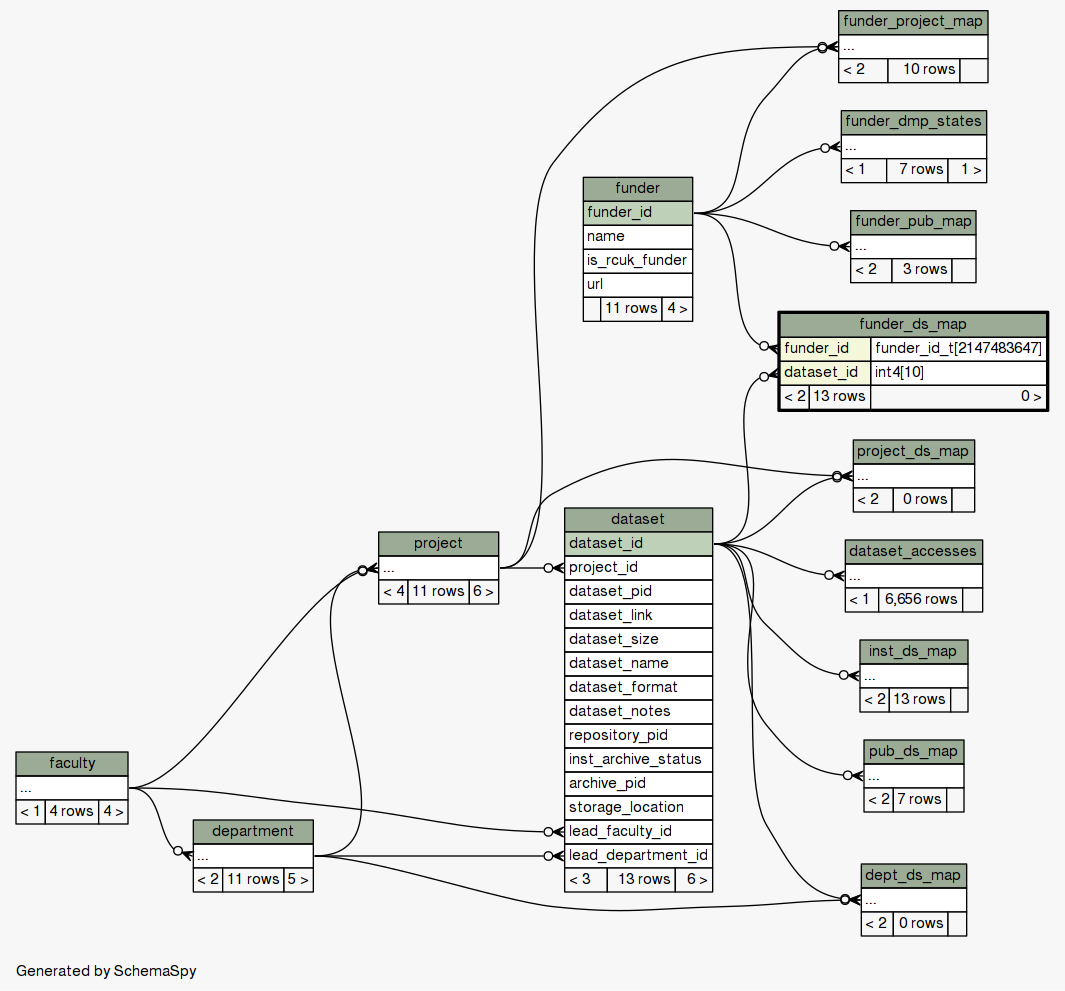 funder_project_map
...
< 2 10 rows
funder_dmp_states
...
< 1 7 rows 1 >
funder
funder_id
name
is_rcuk_funder
url
11 rows 4 >
funder_pub_map
...
< 2 3 rows
funder_ds_map
funder_id funder_id_t[2147483647]
dataset_id int4[10]
< 2 13 rows 0 >
project_ds_map
...
< 2 0 rows
dataset
dataset_id
project_id
dataset_pid
dataset_link
dataset_size
dataset_name
dataset_format
dataset_notes
repository_pid
inst_archive_status
archive_pid
storage_location
lead_faculty_id
lead_department_id
< 3 13 rows 6 >
project
...
< 4 11 rows 6 >
dataset_accesses
...
< 1 6,656 rows
inst_ds_map
...
< 2 13 rows
pub_ds_map
...
< 2 7 rows
faculty
...
< 1 4 rows 4 >
department
...
< 2 11 rows 5 >
dept_ds_map
...
< 2 0 rows
Generated by SchemaSpy